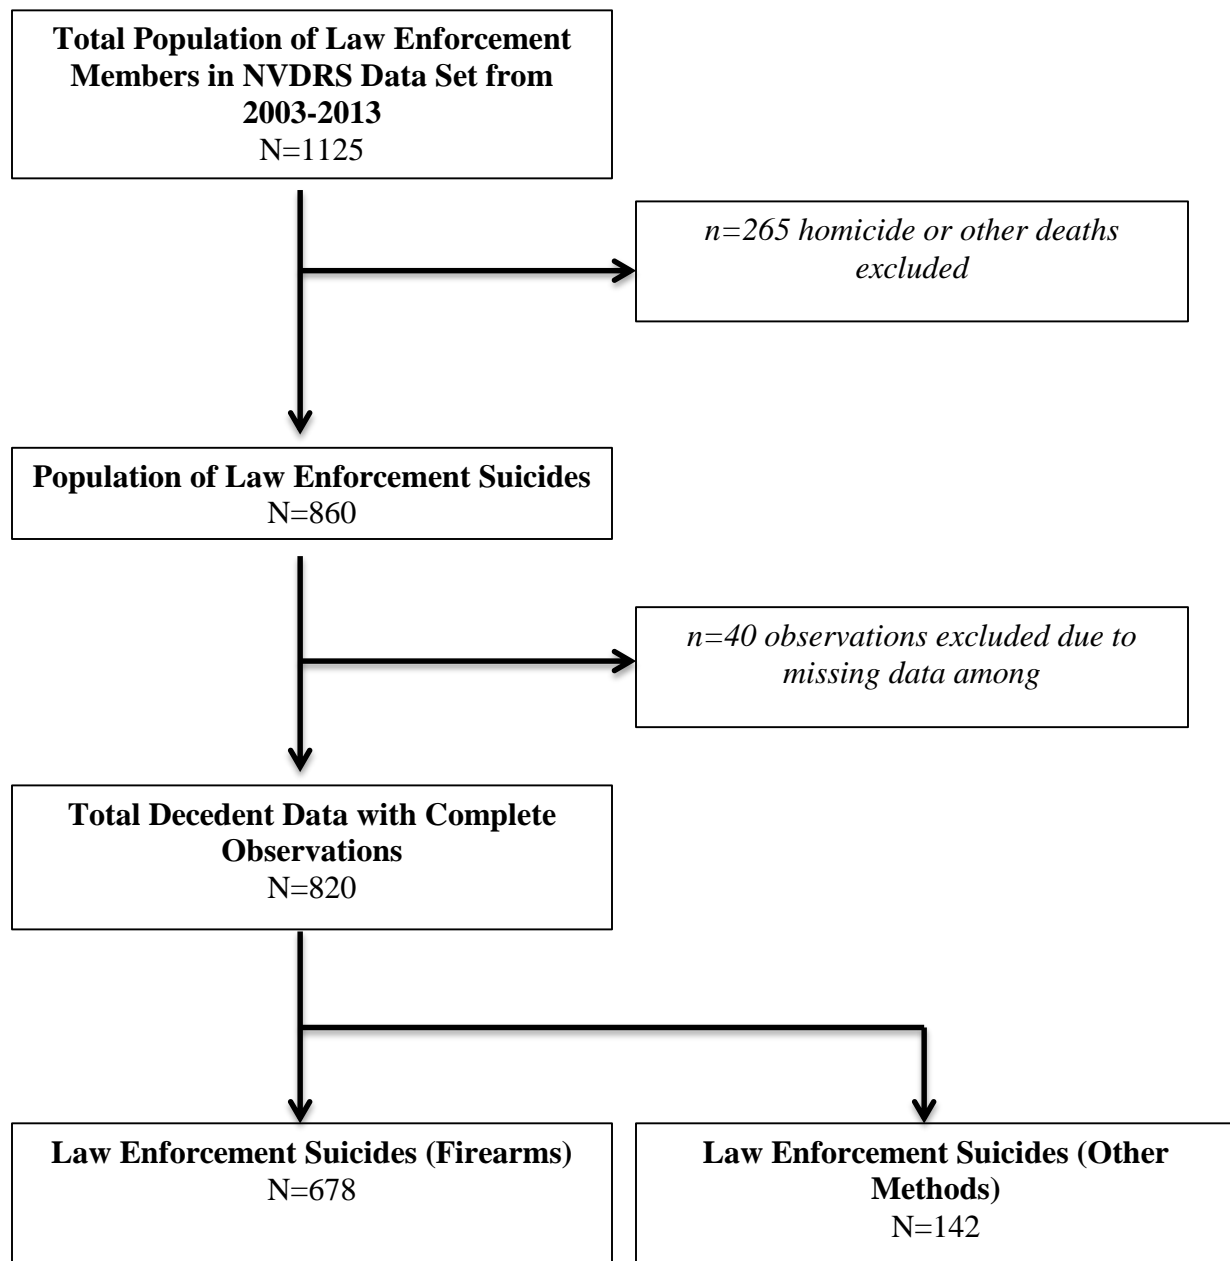 Total Population of Law Enforcement
Members in NVDRS Data Set from
2003-2013
N=1125
n=265 homicide or other deaths
excluded
Population of Law Enforcement Suicides
N=860
n=40 observations excluded due to
missing data among
Total Decedent Data with Complete
Observations
N=820
Law Enforcement Suicides (Firearms)
N=678
Law Enforcement Suicides (Other
Methods)
N=142